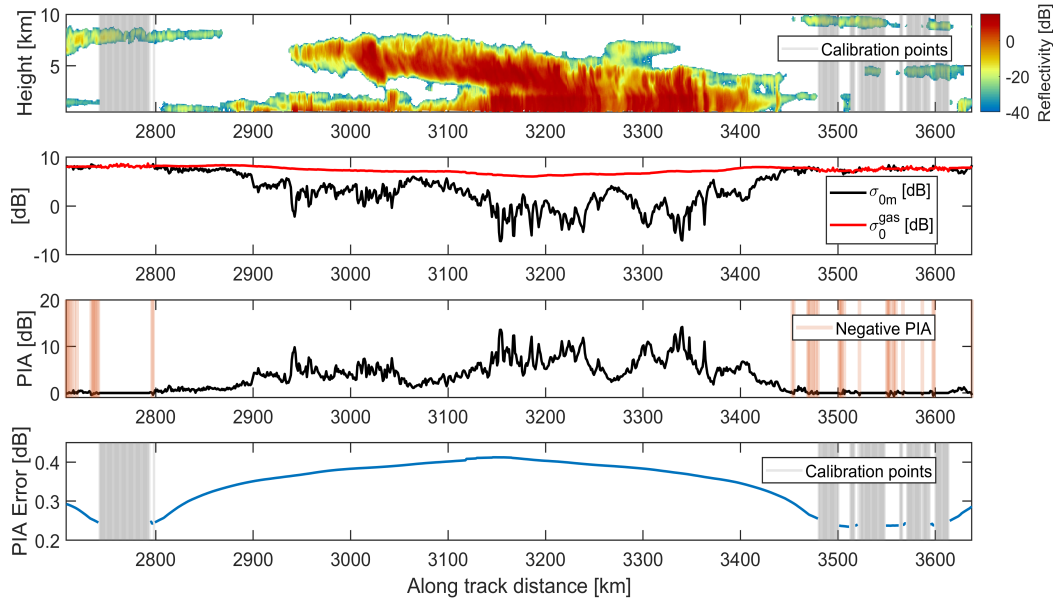 10
5
Height [km]
Calibration points
0
-20
-40
Reflectivity [dB]
2800 2900 3000 3100 3200 3300 3400 3500 3600
10
0
-10
[dB]
σ0m [dB]
σ0gas [dB]
2800 2900 3000 3100 3200 3300 3400 3500 3600
20
10
0
PIA [dB]
Negative PIA
2800 2900 3000 3100 3200 3300 3400 3500 3600
0.4
0.3
0.2
PIA Error [dB]
Calibration points
2800 2900 3000 3100 3200 3300 3400 3500 3600
Along track distance [km]